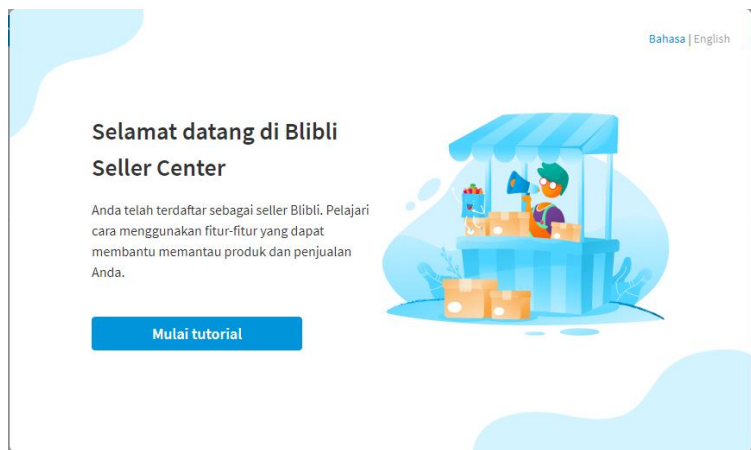 Bahasa | English
Selamat datang di Blibli
Seller Center
Anda telah terdaftar sebagai seller Blibli. Pelajari
cara menggunakan fitur-fitur yang dapat
membantu memantau produk dan penjualan
Anda.
Mulai tutorial